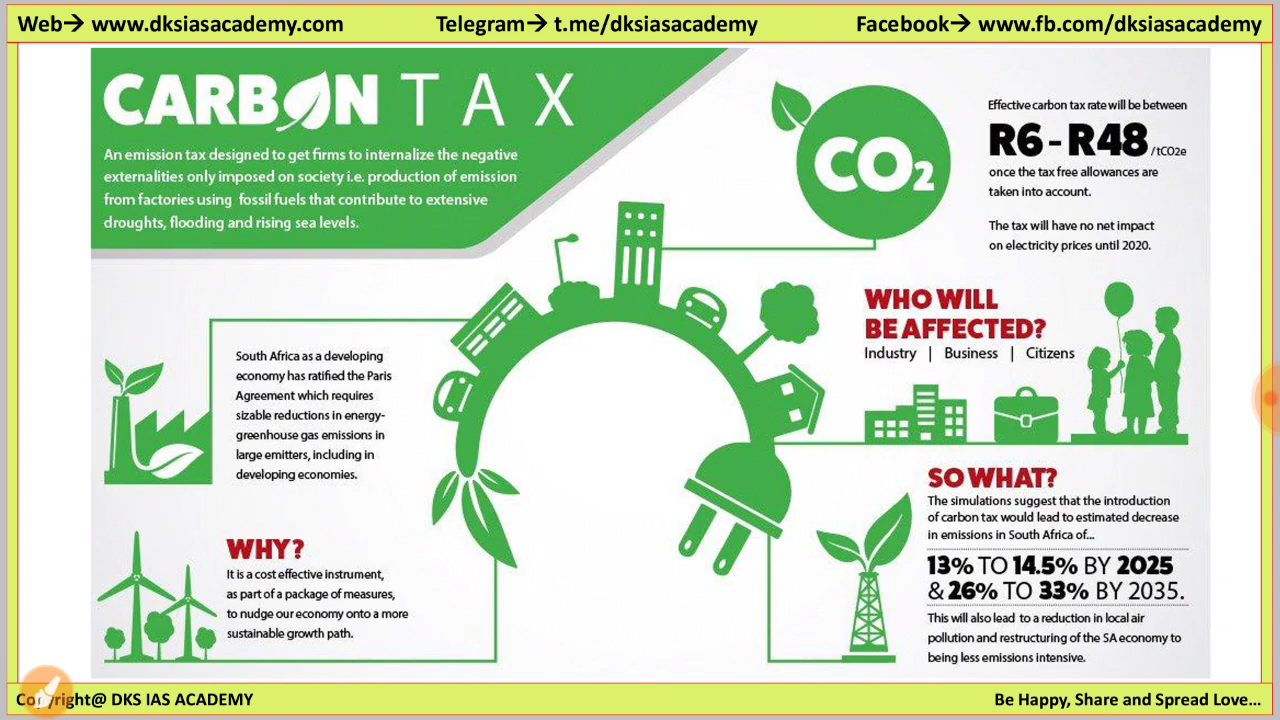 Web→ www.dksiasacademy.com Telegram→ t.me/dksiasacademy Facebook→ www.fb.com/dksiasacademy
CARBON TAX
An emission tax designed to get firms to internalize the negative
externalities only imposed on society i.e. production of emission
from factories using fossil fuels that contribute to extensive
droughts, flooding and rising sea levels.
CO2
Effective carbon tax rate will be between
R6 - R48 /tCO2e
once the tax free allowances are
taken into account.
The tax will have no net impact
on electricity prices until 2020.
WHO WILL
BE AFFECTED?
Industry | Business | Citizens
South Africa as a developing
economy has ratified the Paris
Agreement which requires
sizable reductions in energy-
greenhouse gas emissions in
large emitters, including in
developing economies.
WHY?
It is a cost effective instrument,
as part of a package of measures,
to nudge our economy onto a more
sustainable growth path.
SO WHAT?
The simulations suggest that the introduction
of carbon tax would lead to estimated decrease
in emissions in South Africa of...
13% TO 14.5% BY 2025
& 26% TO 33% BY 2035.
This will also lead to a reduction in local air
pollution and restructuring of the SA economy to
being less emissions intensive.
Copyright@ DKS IAS ACADEMY
Be Happy, Share and Spread Love...